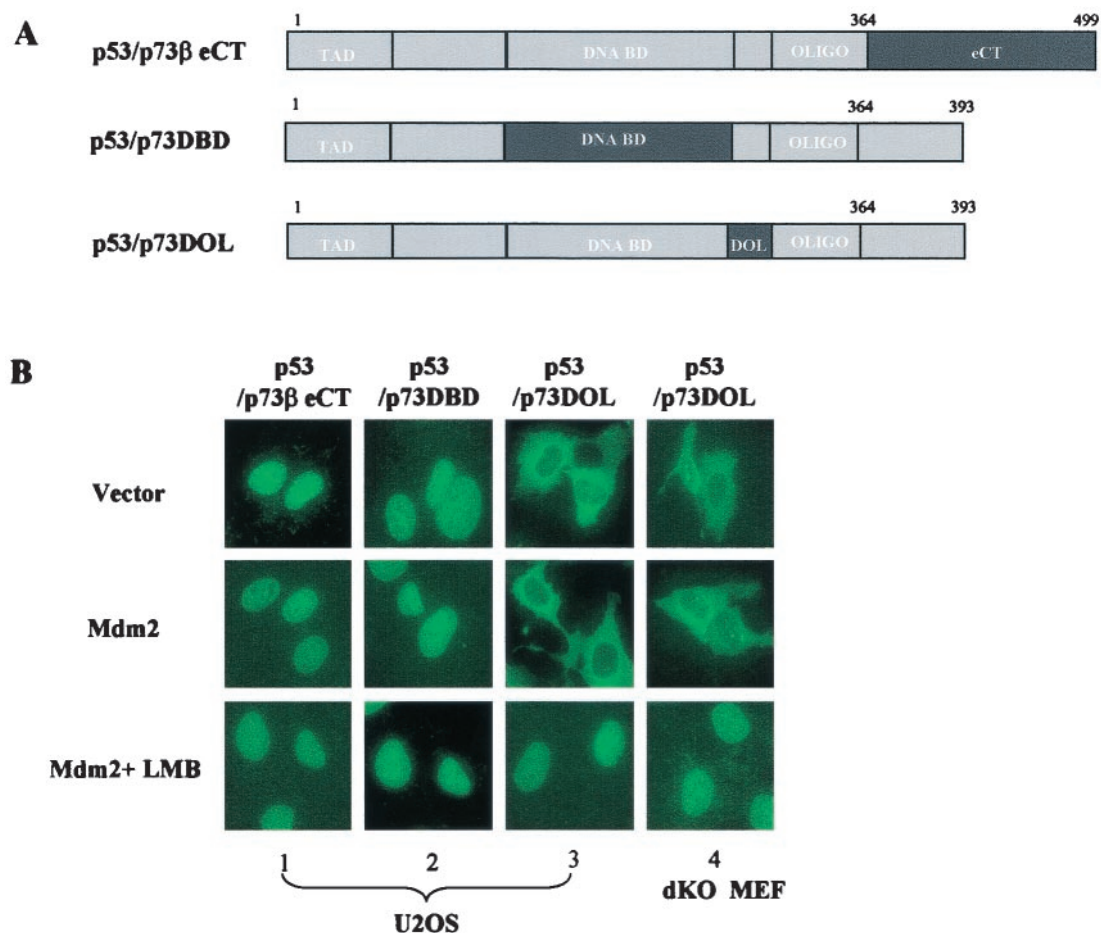 A
1 364 499
p53/p73β eCT
TAD DNA BD OLIGO eCT
1 364 393
p53/p73DBD
TAD DNA BD OLIGO
1 364 393
p53/p73DOL
TAD DNA BD DOL OLIGO
B
p53 p53 p53 p53
/p73β eCT /p73DBD /p73DOL /p73DOL
Vector
Mdm2
Mdm2+ LMB
1 2 3 4
dKO MEF
U2OS